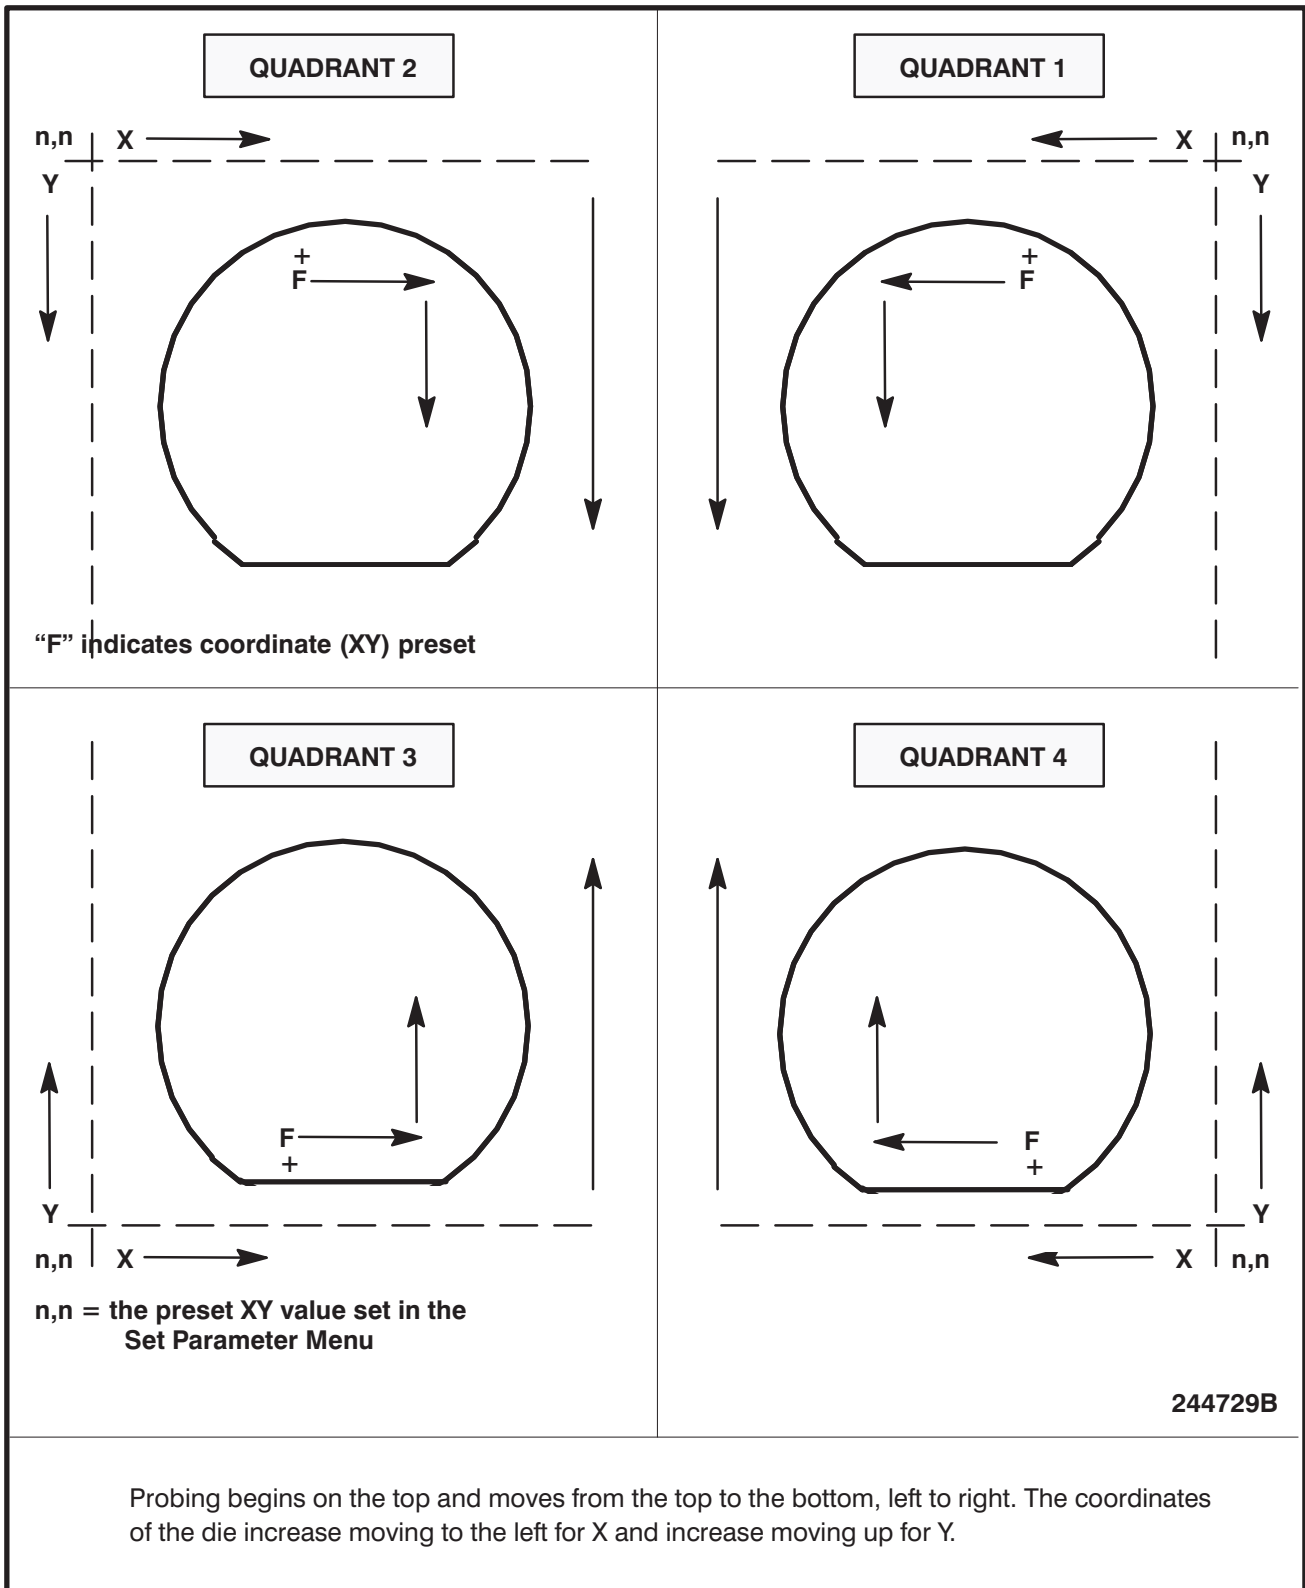 QUADRANT 2
n,n X
Y
+
F
“F” indicates coordinate (XY) preset
QUADRANT 1
X n,n
Y
+
F
QUADRANT 3
F
+
Y
n,n X
n,n = the preset XY value set in the
Set Parameter Menu
QUADRANT 4
F
+
Y
X n,n
244729B
Probing begins on the top and moves from the top to the bottom, left to right. The coordinates
of the die increase moving to the left for X and increase moving up for Y.